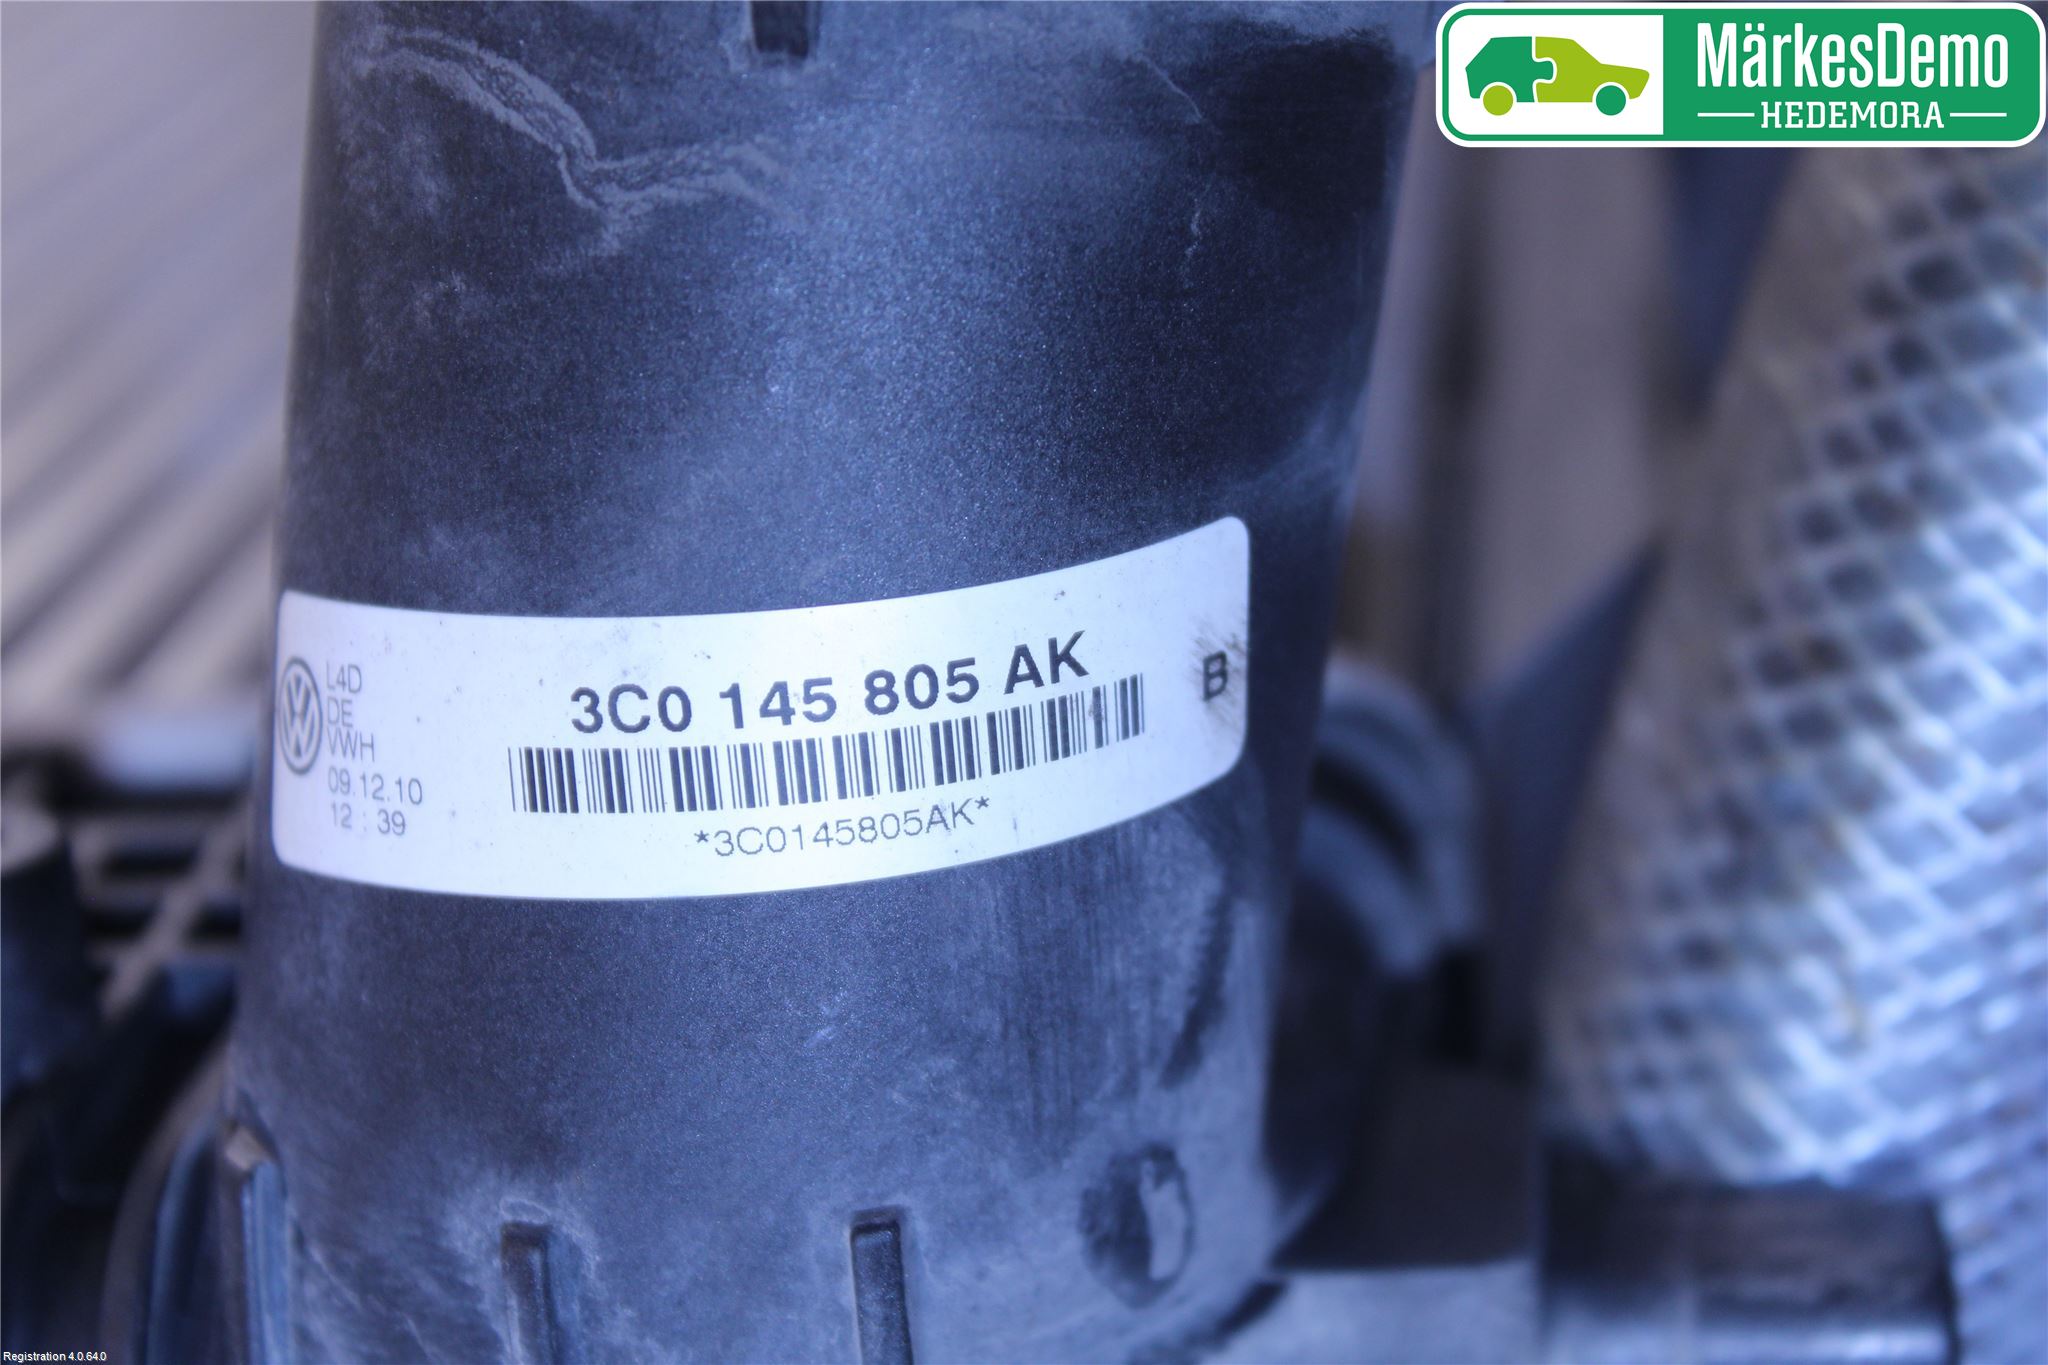 MärkesDemo
HEDEMORA
L4D
DE
VWH
09.12.10
12 : 39
3C0 145 805 AK
*3C0145805AK*
B
Registration 4.0.64.0